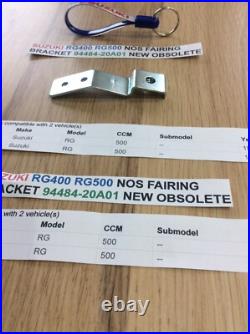 SUZUKI RG400 RG500 NOS FAIRING
BRACKET 94484-20A01 NEW OBSOLETE
compatible with 2 vehicle(s)
Make Model CCM Submodel
Suzuki RG 500 --
Suzuki RG 500 --
UZUKI RG400 RG500 NOS FAIRING
RACKET 94484-20A01 NEW OBSOLETE
with 2 vehicle(s)
Model CCM Submodel
RG 500 --
RG 500 --